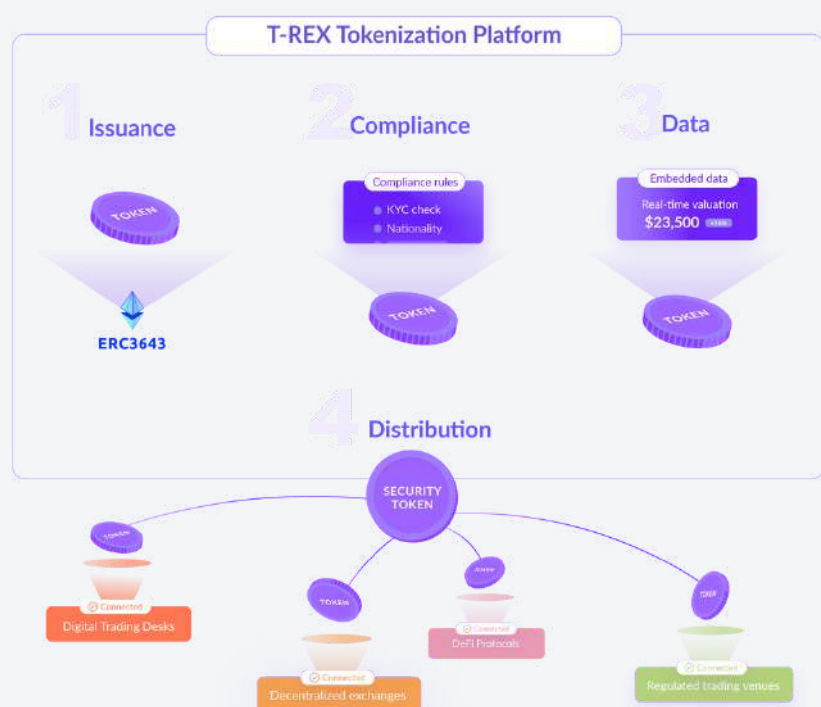 T-REX Tokenization Platform
1 Issuance
TOKEN
ERC3643
2 Compliance
Compliance rules
KYC check
Nationality
TOKEN
3 Data
Embedded data
Real-time valuation
$23,500
TOKEN
4 Distribution
SECURITY
TOKEN
TOKEN
Connected
Digital Trading Desks
TOKEN
Connected
Decentralized exchanges
TOKEN
Connected
DeFi Protocols
TOKEN
Connected
Regulated trading venues